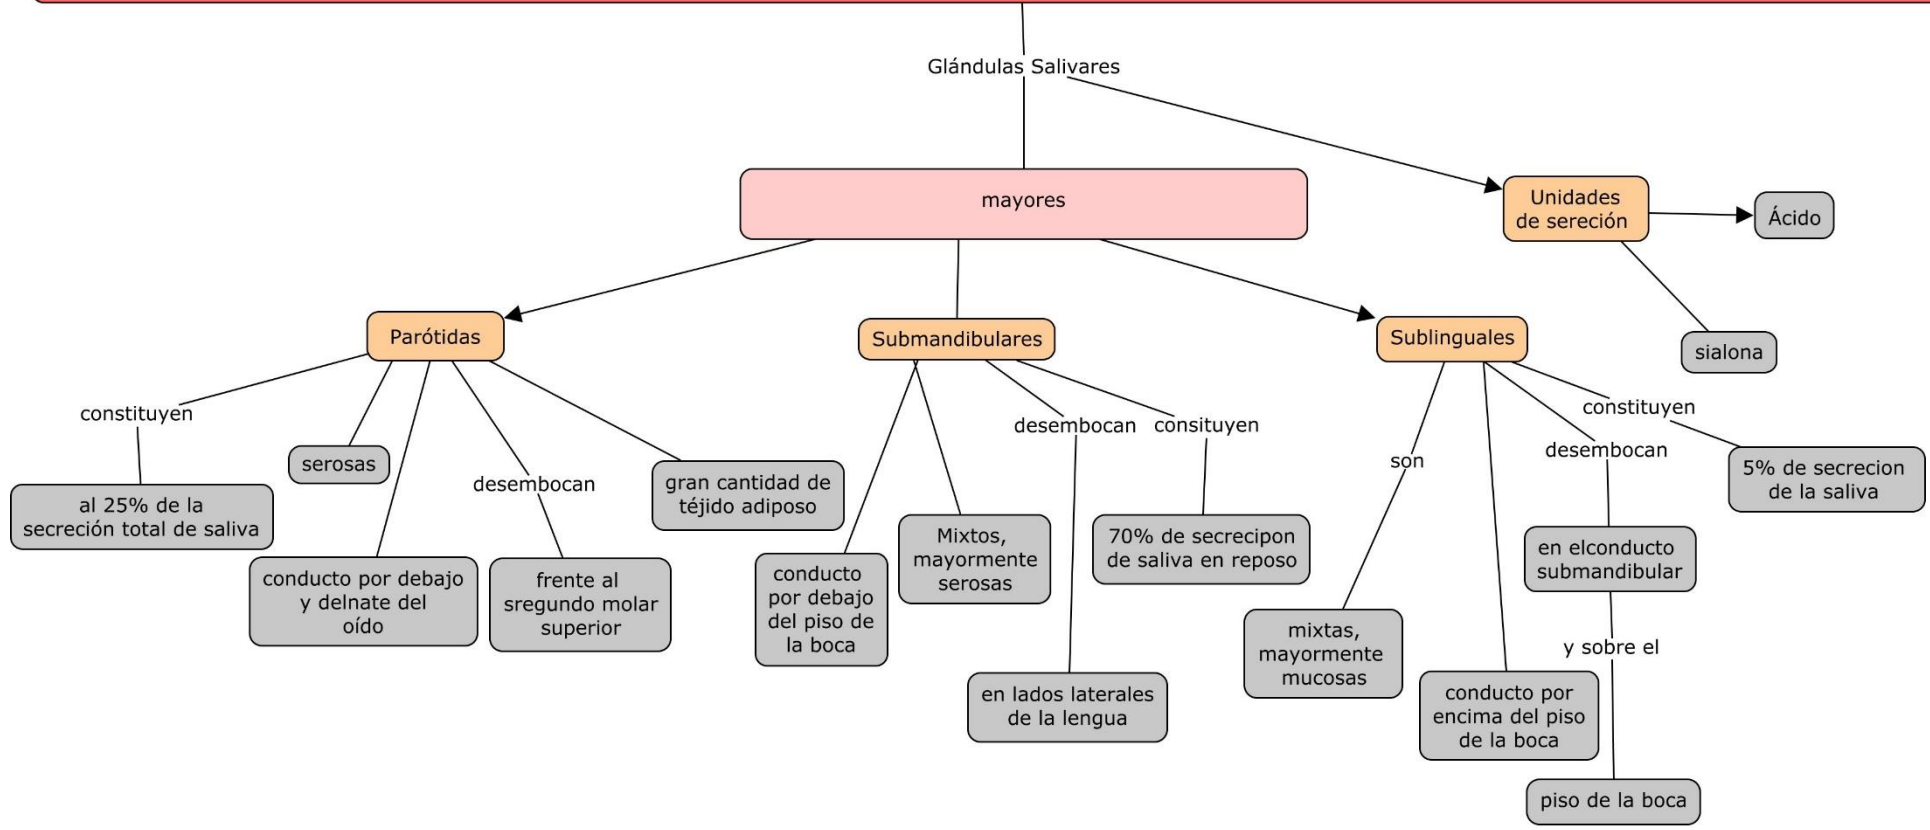 Glándulas Salivares
mayores
Unidades
de sereción
Ácido
sialona
Parótidas
Submandibulares
Sublinguales
constituyen
al 25% de la
secreción total de saliva
serosas
conducto por debajo
y delnate del
oído
desembocan
frente al
sregundo molar
superior
gran cantidad de
téjido adiposo
conducto
por debajo
del piso de
la boca
Mixtos,
mayormente
serosas
desembocan
en lados laterales
de la lengua
consituyen
70% de secrecipon
de saliva en reposo
son
mixtas,
mayormente
mucosas
conducto por
encima del piso
de la boca
desembocan
en elconducto
submandibular
y sobre el
piso de la boca
constituyen
5% de secrecion
de la saliva